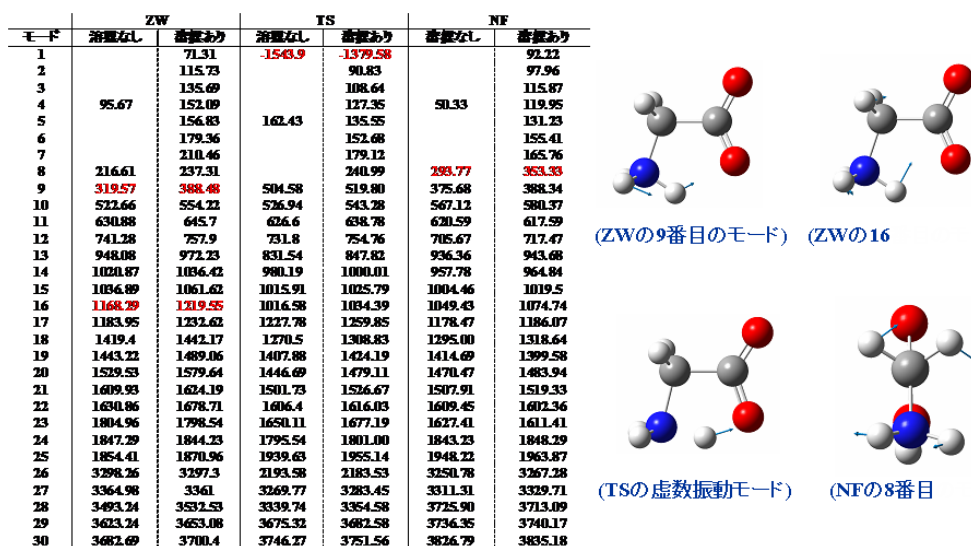 ZW TS NF
モード 溶媒なし 溶媒あり 溶媒なし 溶媒あり 溶媒なし 溶媒あり
1 71.31 -1543.9 -1379.58 92.22
2 115.73 90.83 97.96
3 135.69 108.64 115.87
4 95.67 152.09 127.35 50.33 119.95
5 156.83 162.43 135.55 131.23
6 179.36 152.68 155.41
7 210.46 179.12 165.76
8 216.61 237.31 240.99 293.77 353.33
9 319.57 388.48 504.58 519.80 375.68 388.34
10 522.66 554.22 526.94 543.28 567.12 580.37
11 630.88 645.7 626.6 638.78 620.59 617.59
12 741.28 757.9 731.8 754.76 705.67 717.47
13 948.08 972.23 831.54 847.82 936.36 943.68
14 1020.87 1036.42 980.19 1000.01 957.78 964.84
15 1036.89 1061.62 1015.91 1025.79 1004.46 1019.5
16 1168.29 1219.55 1016.58 1034.39 1049.43 1074.74
17 1183.95 1232.62 1227.78 1259.85 1178.47 1186.07
18 1419.4 1442.17 1270.5 1308.83 1295.00 1318.64
19 1443.22 1489.06 1407.88 1424.19 1414.69 1399.58
20 1529.53 1579.64 1446.69 1479.11 1470.47 1483.94
21 1609.93 1624.19 1501.73 1526.67 1507.91 1519.33
22 1630.86 1678.71 1606.4 1616.03 1609.45 1602.36
23 1804.96 1798.54 1650.11 1677.19 1627.41 1611.41
24 1847.29 1844.23 1795.54 1801.00 1843.23 1848.29
25 1854.41 1870.96 1939.63 1955.14 1948.22 1963.87
26 3298.26 3297.3 2193.58 2183.53 3250.78 3267.28
27 3364.98 3361 3269.77 3283.45 3311.31 3329.71
28 3493.24 3532.53 3339.74 3354.58 3725.90 3713.09
29 3623.24 3653.08 3675.32 3682.58 3736.35 3740.17
30 3682.69 3700.4 3746.27 3751.56 3826.79 3835.18
(ZWの9番目のモード) (ZWの16
(TSの虚数振動モード) (NFの8番目